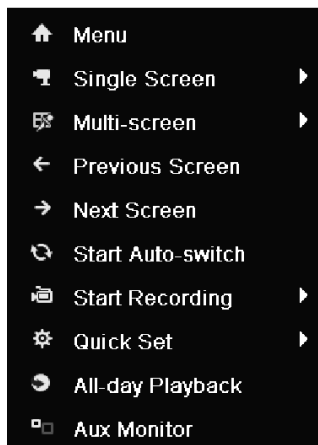 Menu
Single Screen
Multi-screen
Previous Screen
Next Screen
Start Auto-switch
Start Recording
Quick Set
All-day Playback
Aux Monitor